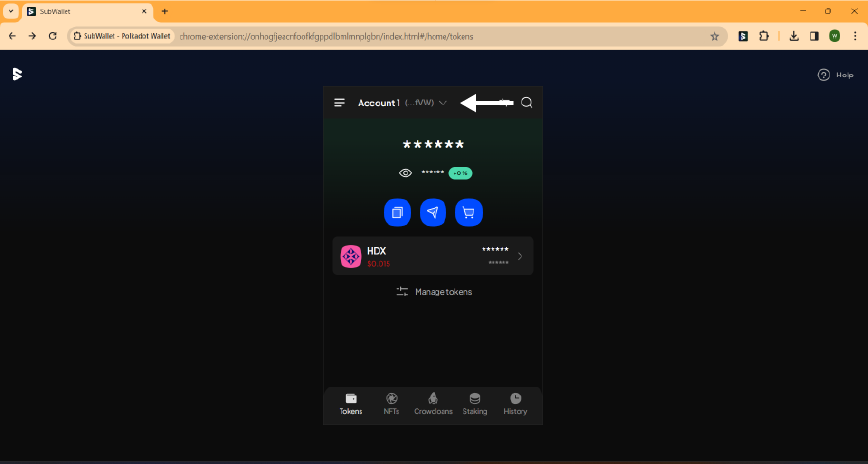 SubWallet
SubWallet - Polkadot Wallet
chrome-extension://onhogfjeacnfoofkfgppdlbmlmnplgbn/index.html#/home/tokens
W
Help
Account 1 (...fVW)
******
****** +0 %
HDX ******
$0.015 ******
Manage tokens
Tokens NFTs Crowdloans Staking History